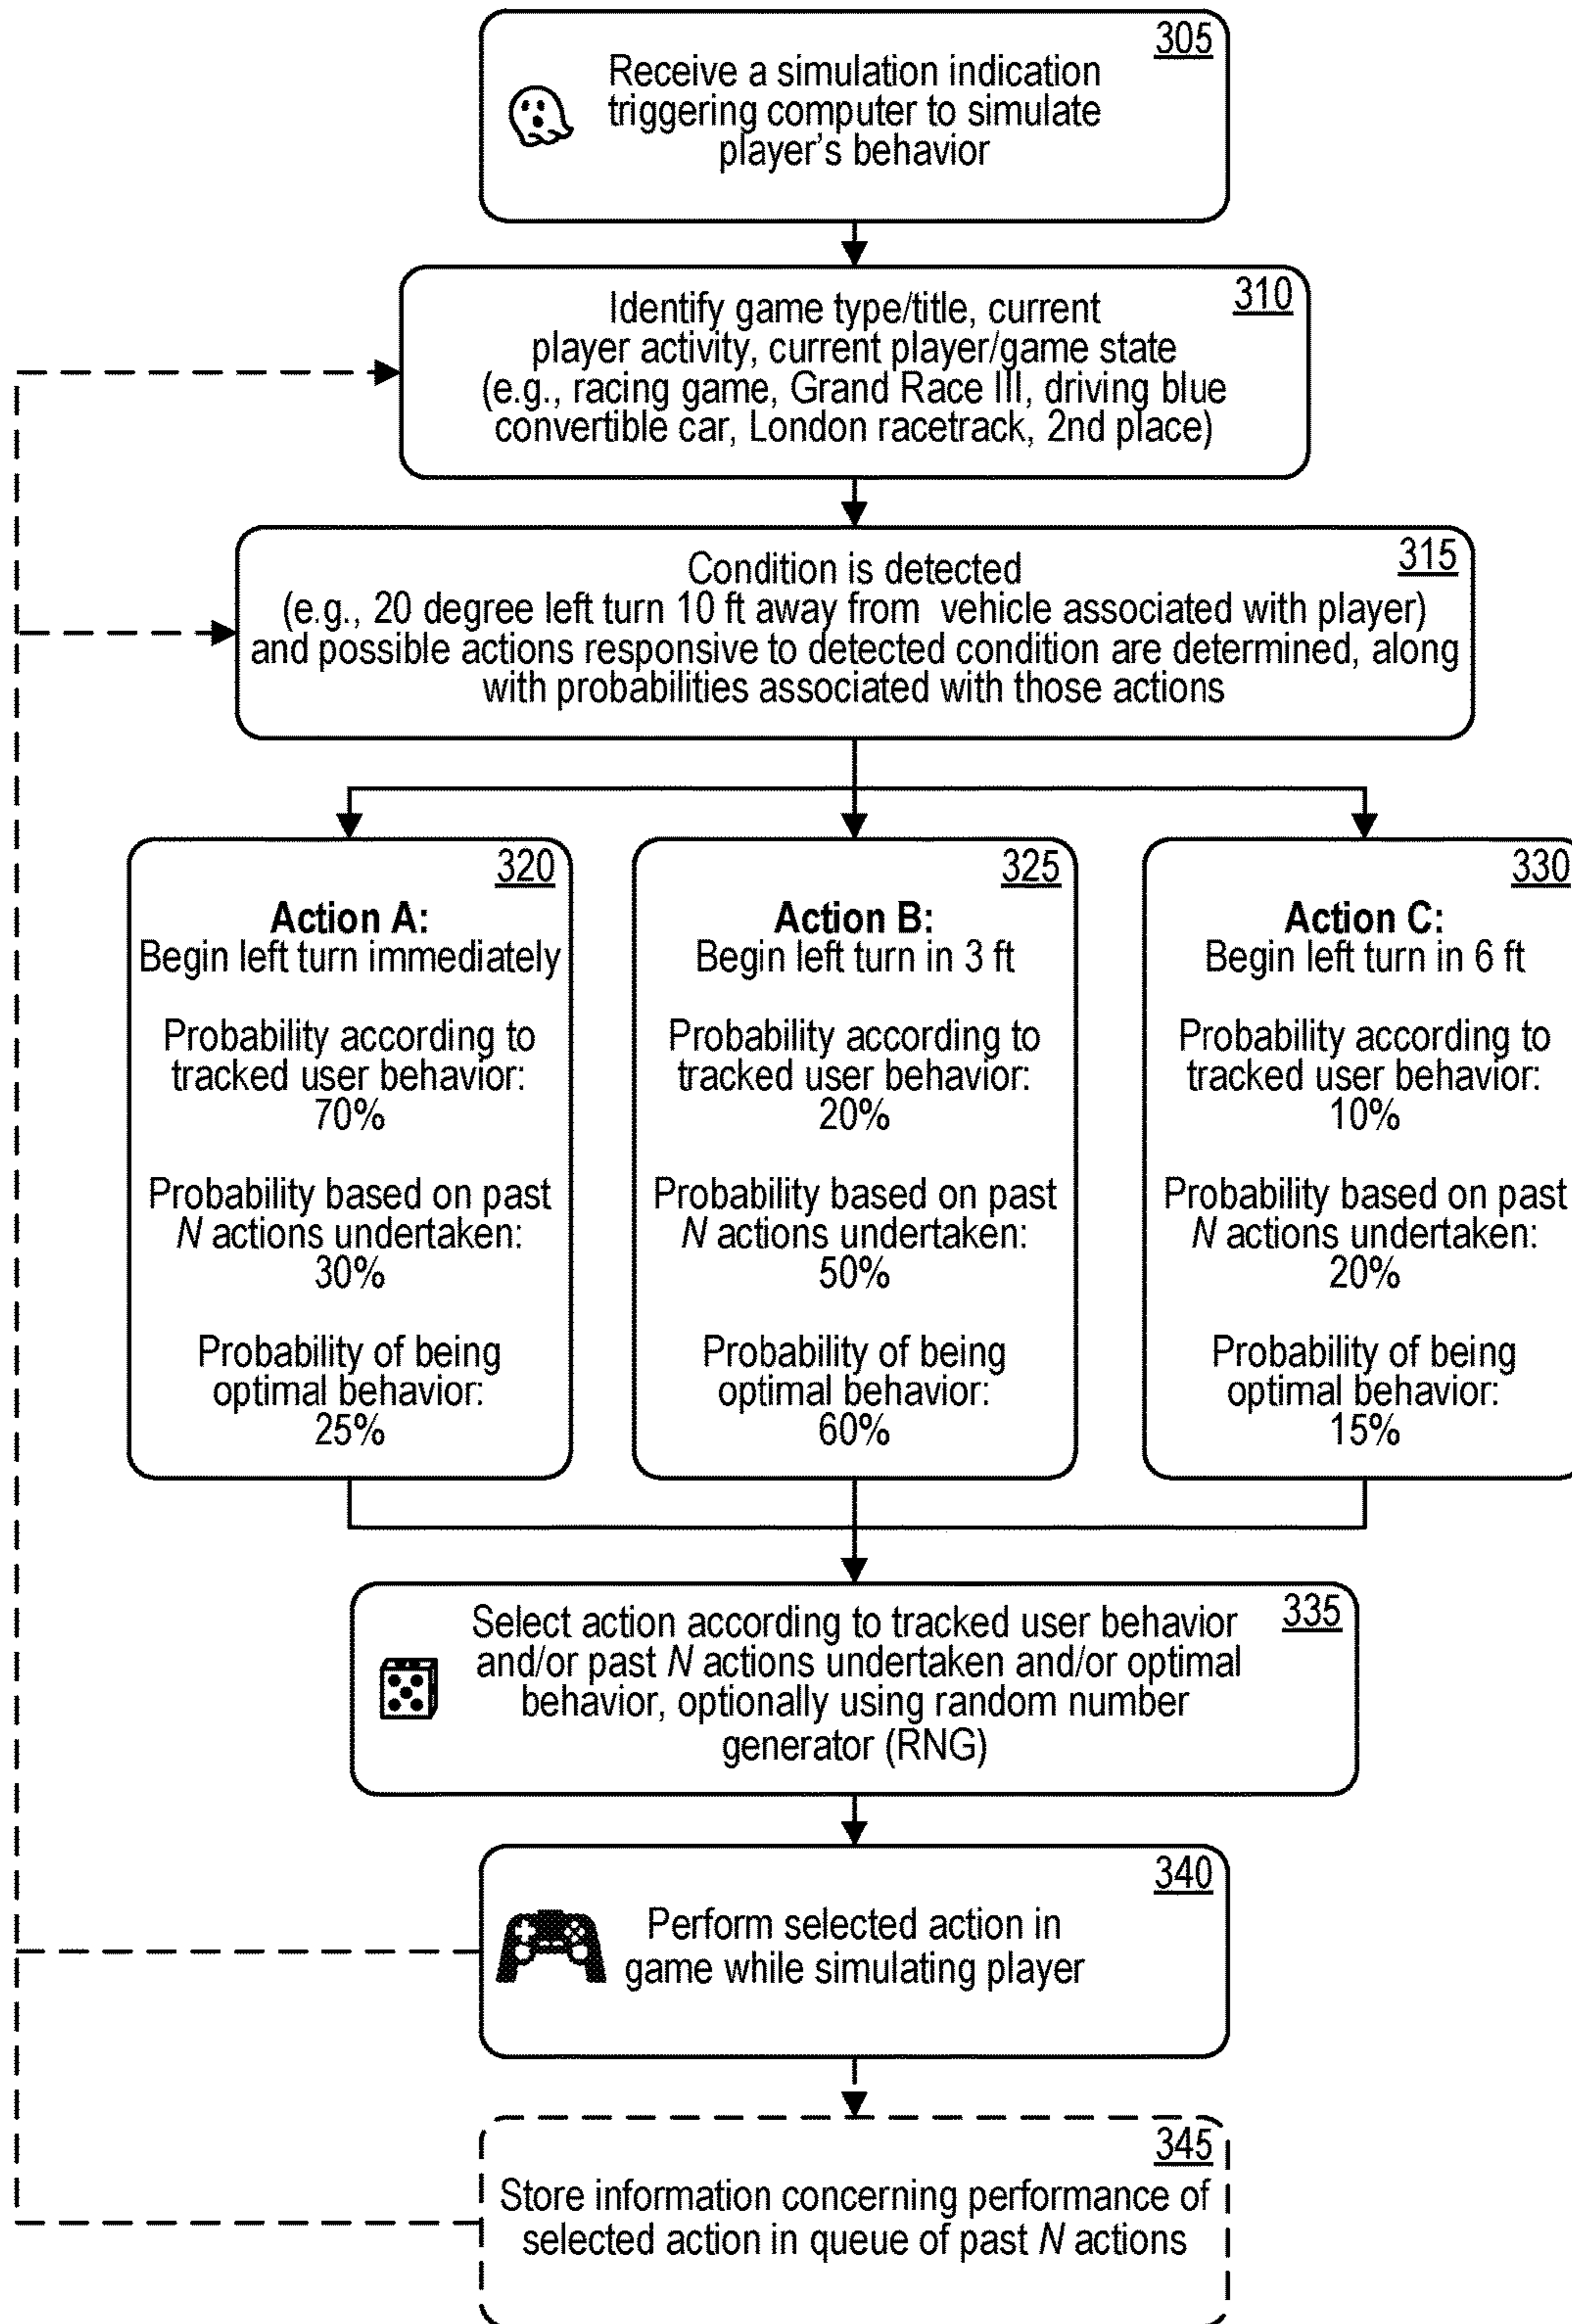 305
Receive a simulation indication
triggering computer to simulate
player's behavior
310
Identify game type/title, current
player activity, current player/game state
(e.g., racing game, Grand Race III, driving blue
convertible car, London racetrack, 2nd place)
315
Condition is detected
(e.g., 20 degree left turn 10 ft away from vehicle associated with player)
and possible actions responsive to detected condition are determined, along
with probabilities associated with those actions
320
Action A:
Begin left turn immediately
Probability according to
tracked user behavior:
70%
Probability based on past
N actions undertaken:
30%
Probability of being
optimal behavior:
25%
325
Action B:
Begin left turn in 3 ft
Probability according to
tracked user behavior:
20%
Probability based on past
N actions undertaken:
50%
Probability of being
optimal behavior:
60%
330
Action C:
Begin left turn in 6 ft
Probability according to
tracked user behavior:
10%
Probability based on past
N actions undertaken:
20%
Probability of being
optimal behavior:
15%
335
Select action according to tracked user behavior
and/or past N actions undertaken and/or optimal
behavior, optionally using random number
generator (RNG)
340
Perform selected action in
game while simulating player
345
Store information concerning performance of
selected action in queue of past N actions